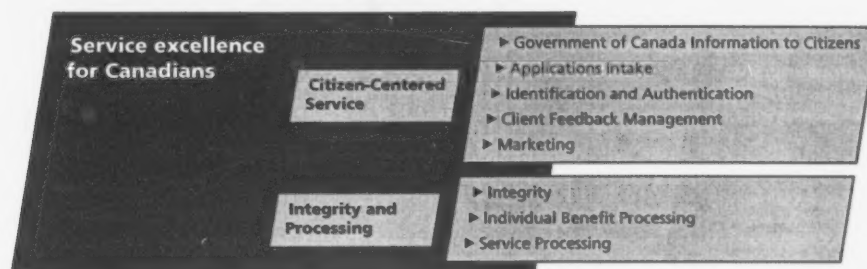 Service excellence
for Canadians
Citizen-Centered
Service
► Government of Canada Information to Citizens
► Applications Intake
► Identification and Authentication
► Client Feedback Management
► Marketing
Integrity and
Processing
► Integrity
► Individual Benefit Processing
► Service Processing